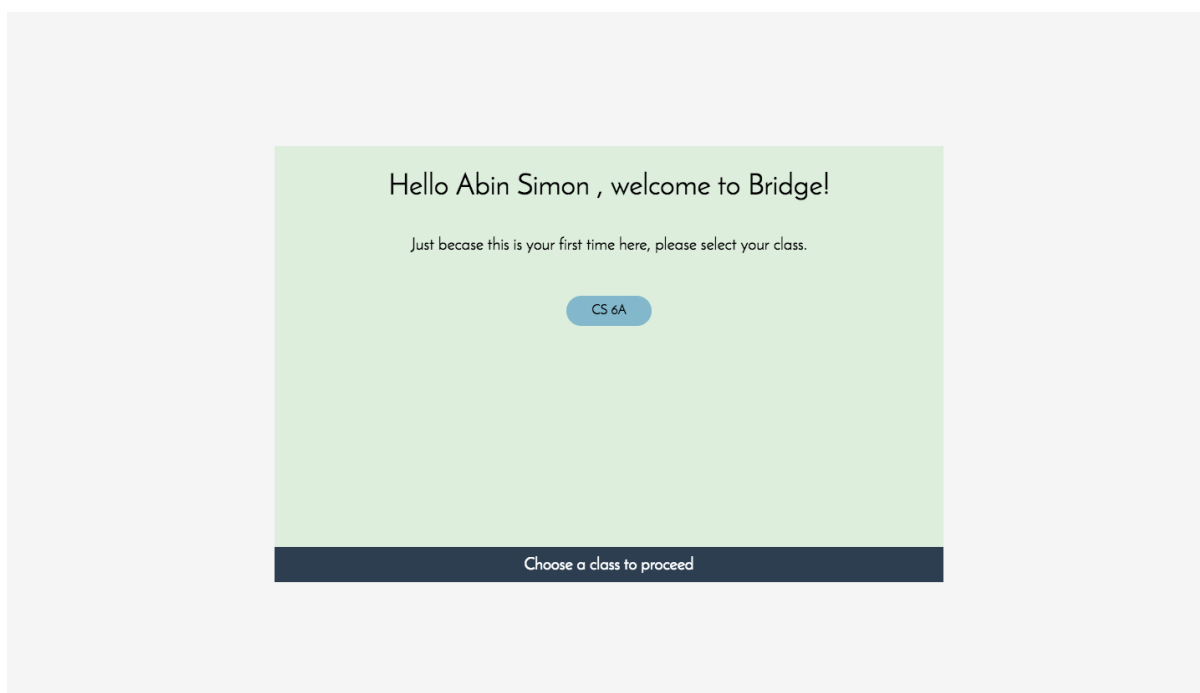 Hello Abin Simon , welcome to Bridge!
Just becase this is your first time here, please select your class.
CS 6A
Choose a class to proceed